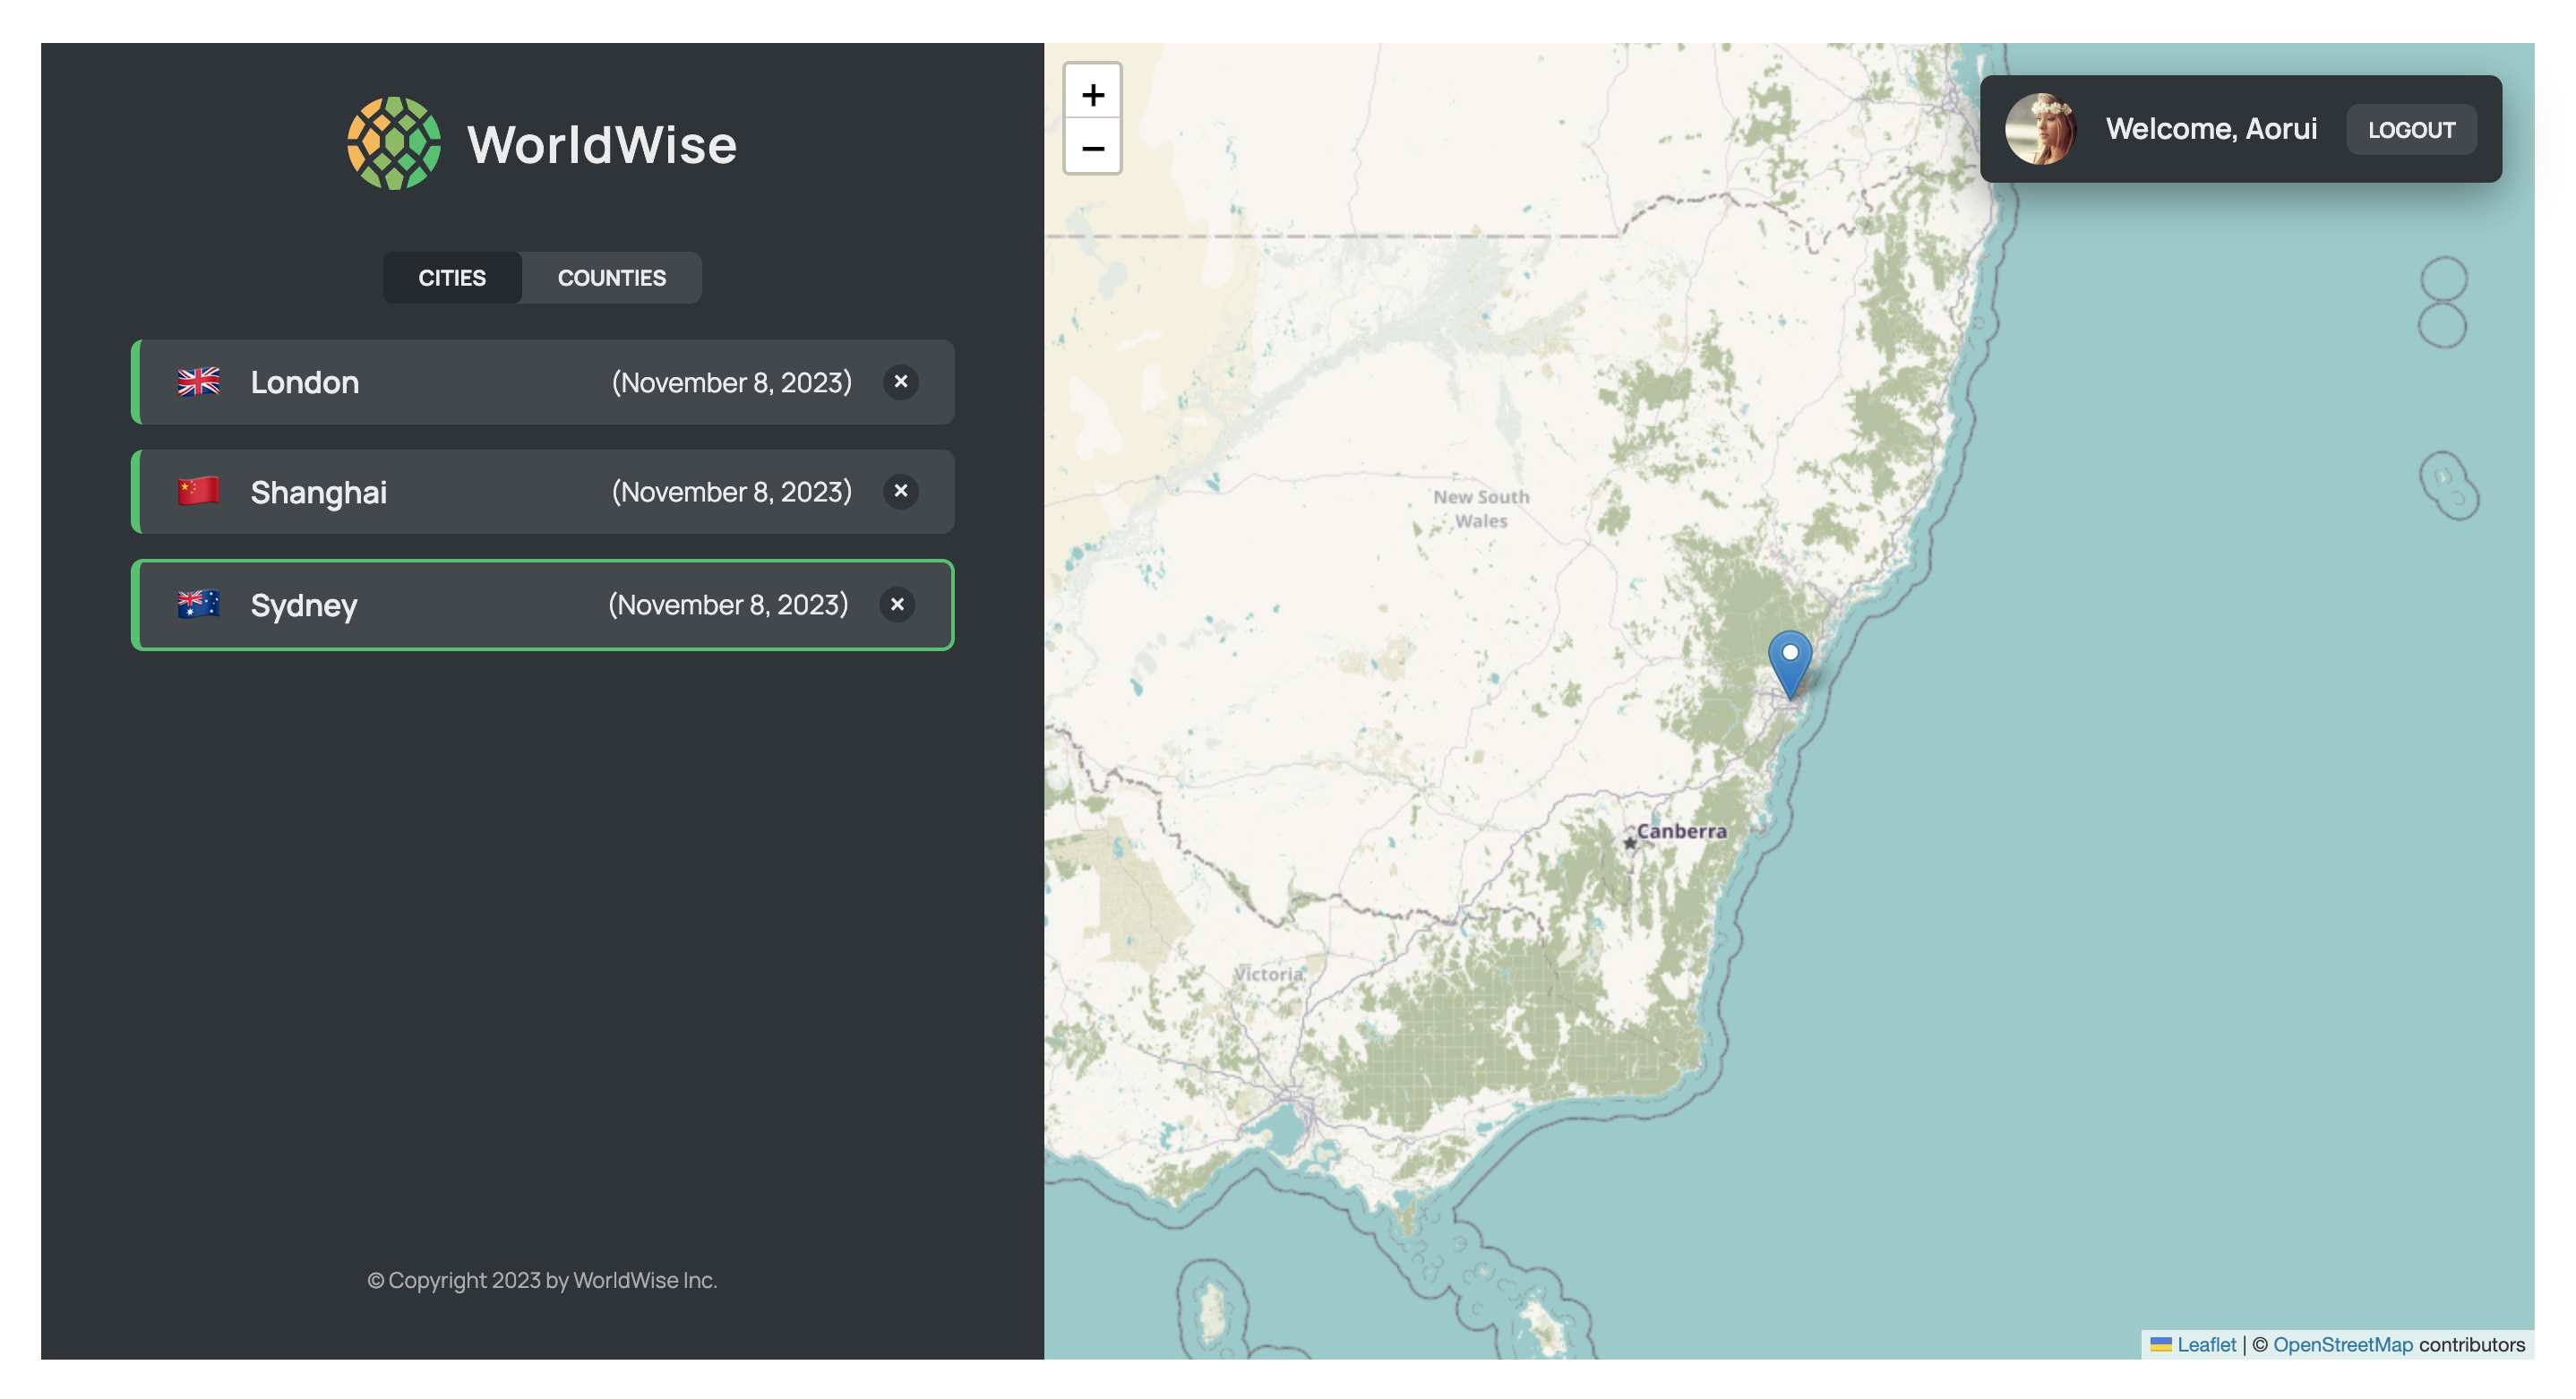 WorldWise
CITIES
COUNTIES
London
(November 8, 2023)
×
Shanghai
(November 8, 2023)
×
Sydney
(November 8, 2023)
×
© Copyright 2023 by WorldWise Inc.
+
−
Welcome, Aorui
LOGOUT
New South
Wales
Canberra
Victoria
Leaflet | © OpenStreetMap contributors